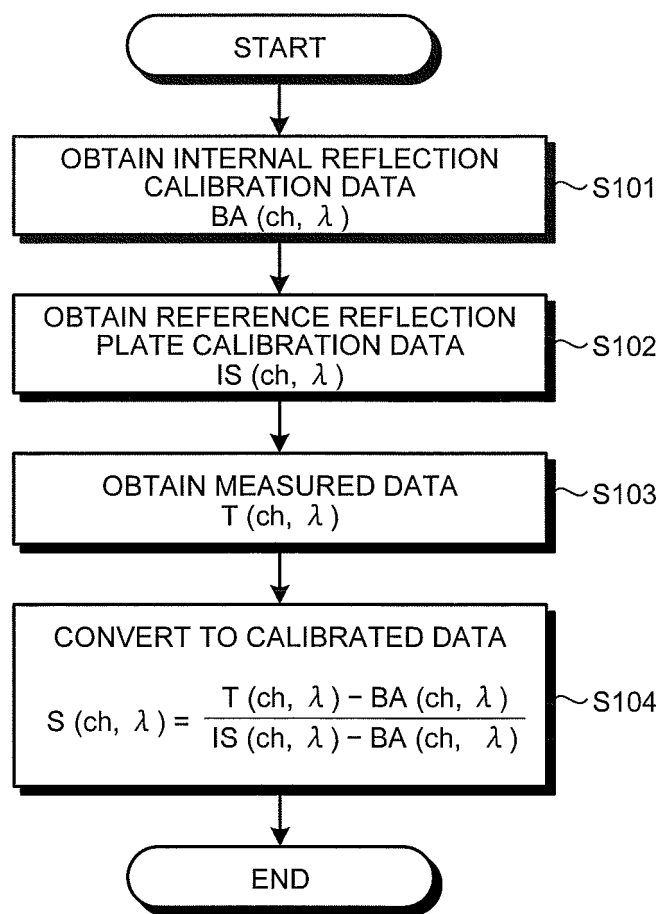 START
OBTAIN INTERNAL REFLECTION
CALIBRATION DATA
BA (ch, λ)
S101
OBTAIN REFERENCE REFLECTION
PLATE CALIBRATION DATA
IS (ch, λ)
S102
OBTAIN MEASURED DATA
T (ch, λ)
S103
CONVERT TO CALIBRATED DATA
S (ch, λ) = T (ch, λ) – BA (ch, λ)
IS (ch, λ) – BA (ch, λ)
S104
END